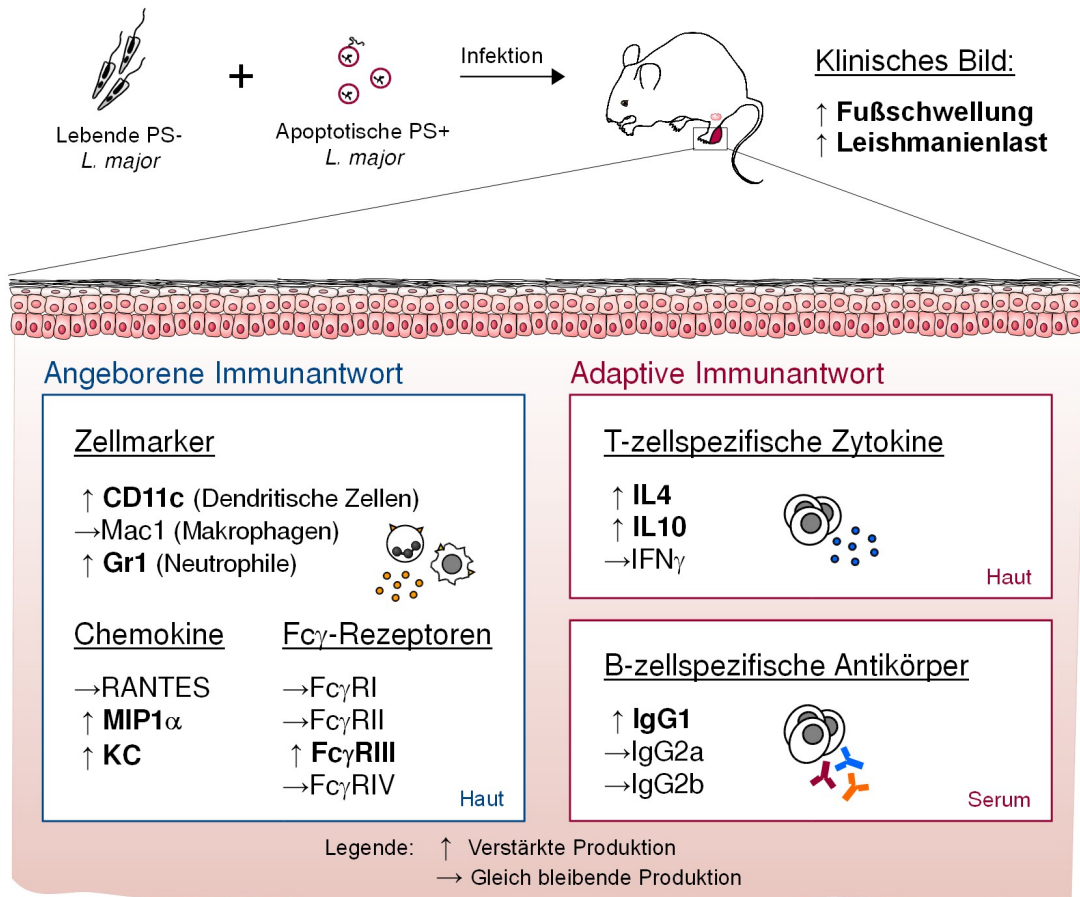 Infektion
Lebende PS-
L. major
+
Apoptotische PS+
L. major
Klinisches Bild:
↑ Fußschwellung
↑ Leishmanienlast
Angeborene Immunantwort
Zellmarker
↑ CD11c (Dendritische Zellen)
→Mac1 (Makrophagen)
↑ Gr1 (Neutrophile)
Chemokine
→RANTES
↑ MIP1α
↑ KC
Fcγ-Rezeptoren
→FcγRI
→FcγRII
↑ FcγRIII
→FcγRIV
Haut
Adaptive Immunantwort
T-zellspezifische Zytokine
↑ IL4
↑ IL10
→IFNγ
Haut
B-zellspezifische Antikörper
↑ IgG1
→IgG2a
→IgG2b
Serum
Legende: ↑ Verstärkte Produktion
→ Gleich bleibende Produktion